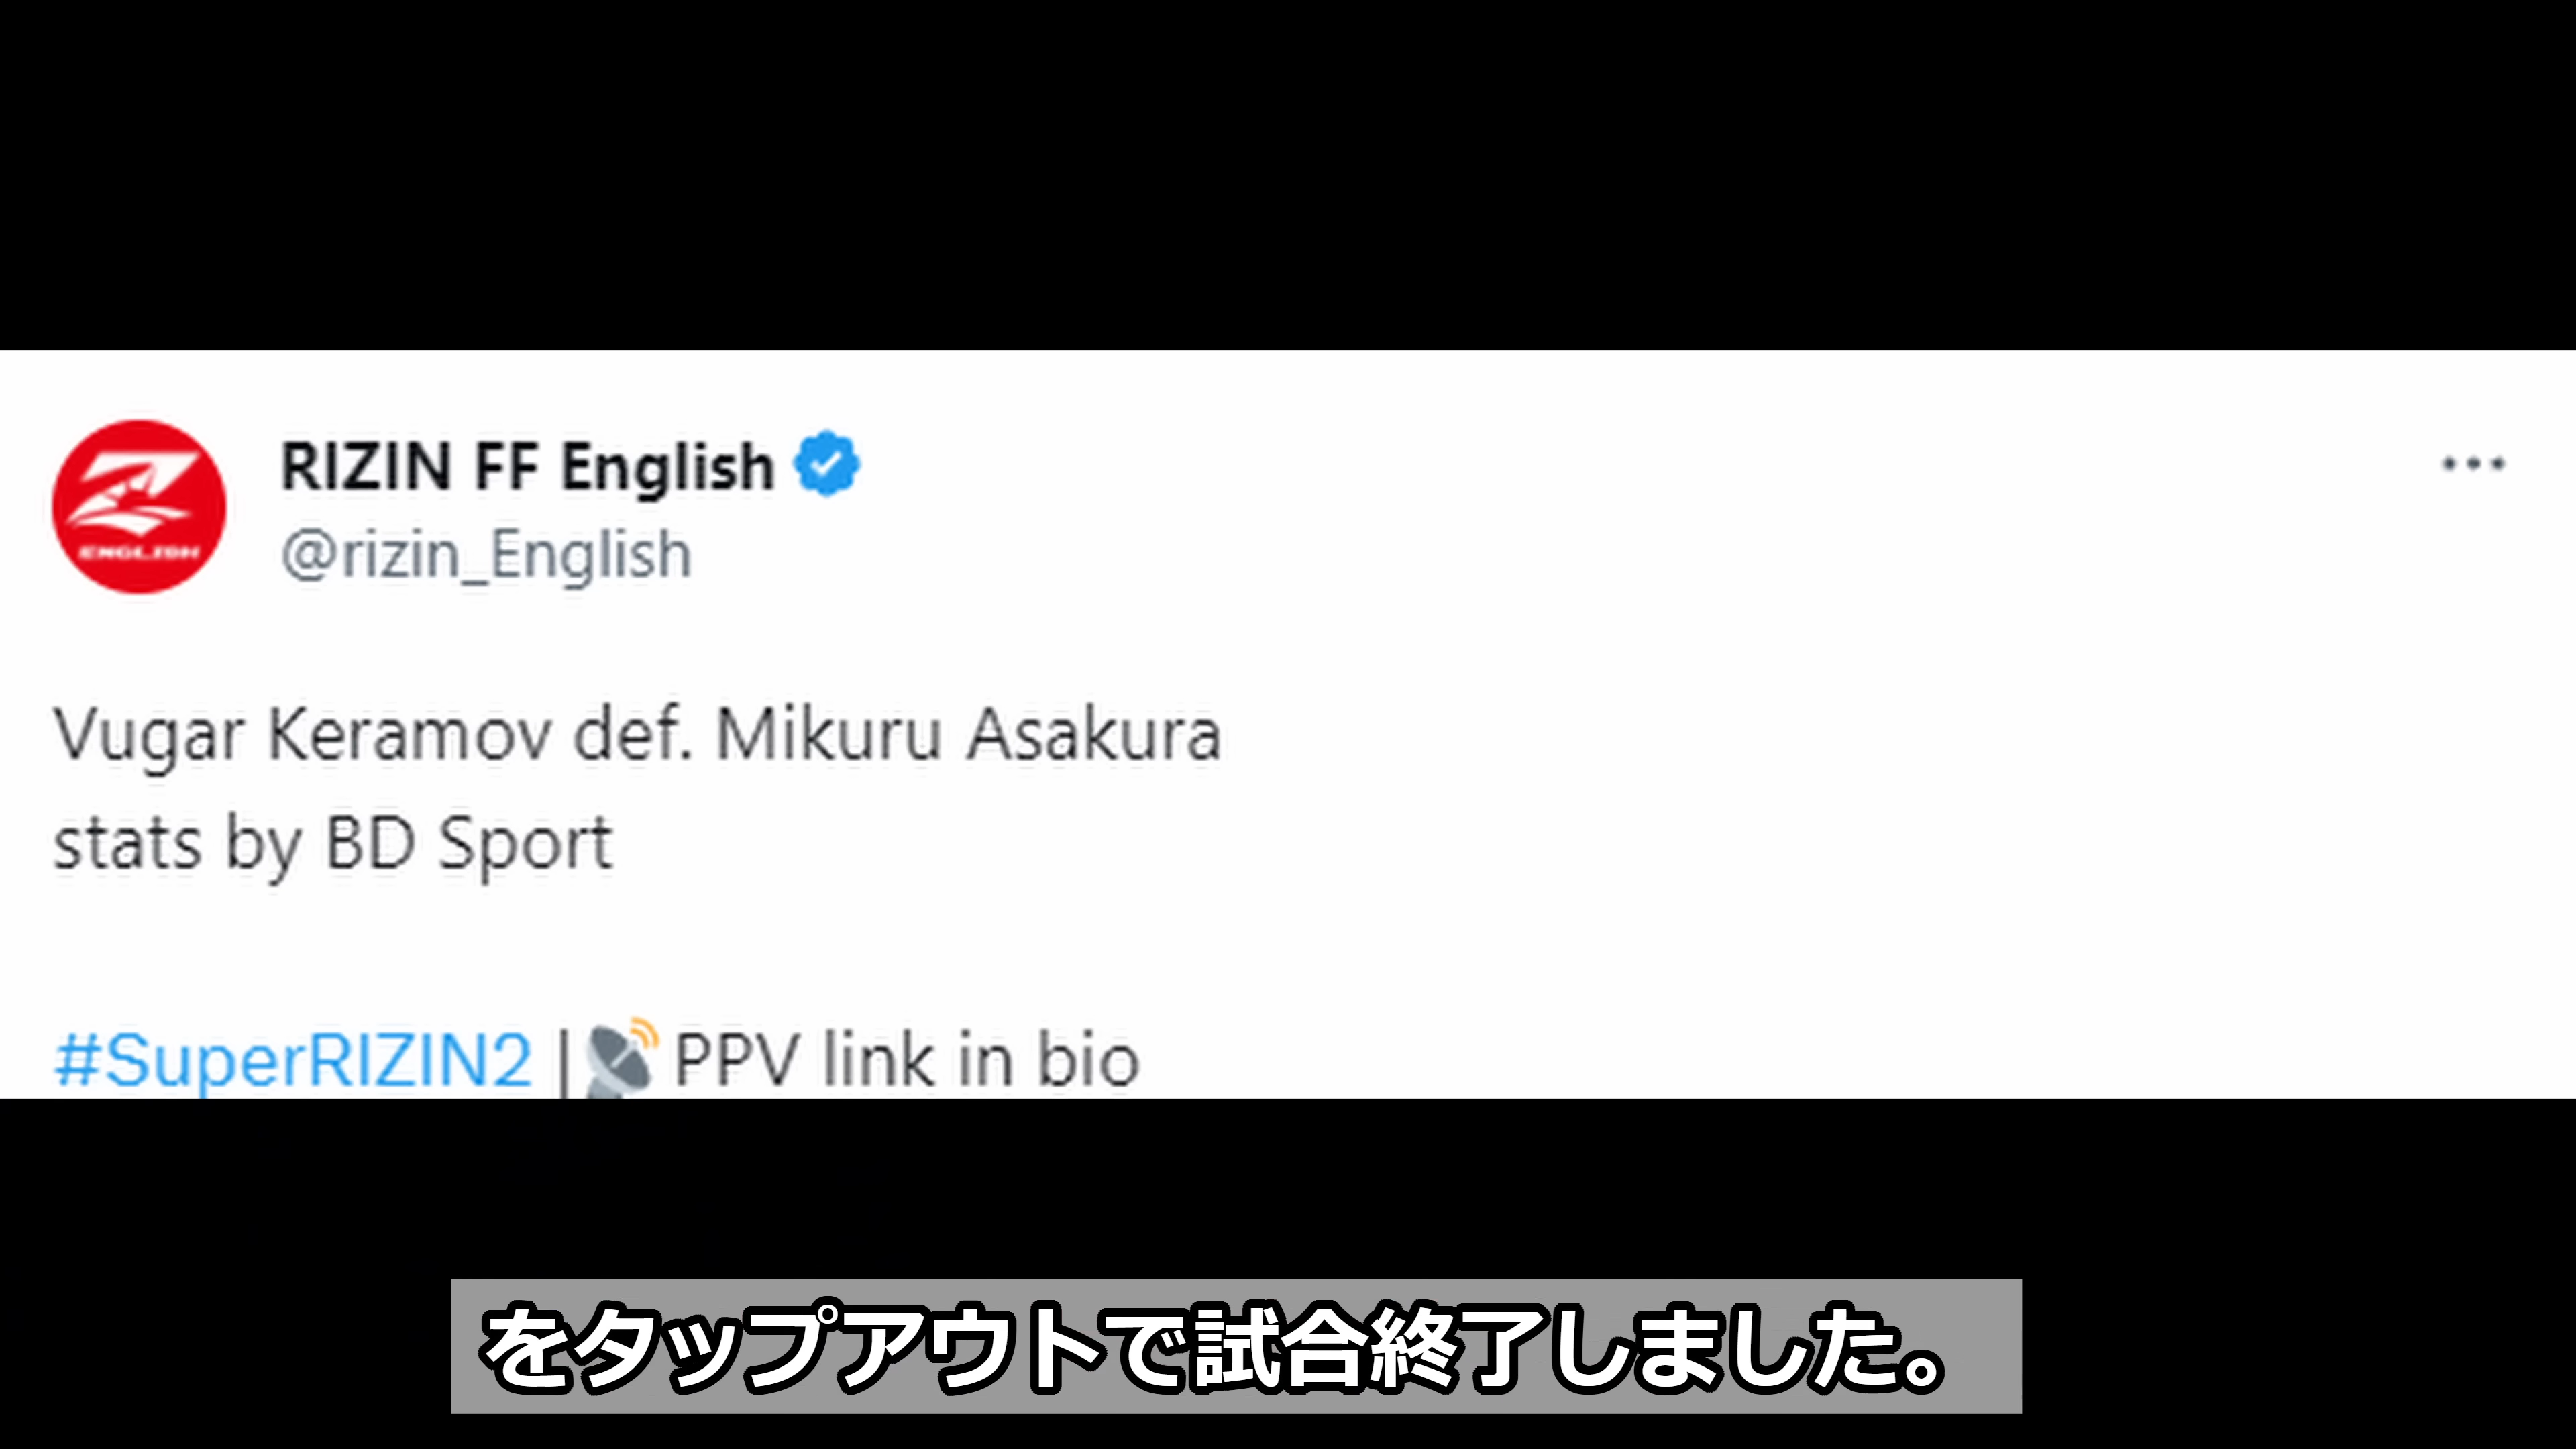 RIZIN FF English
@rizin_English
ENGLISH
Vugar Keramov def. Mikuru Asakura
stats by BD Sport
#SuperRIZIN2 |📡 PPV link in bio
をタップアウトで試合終了しました。